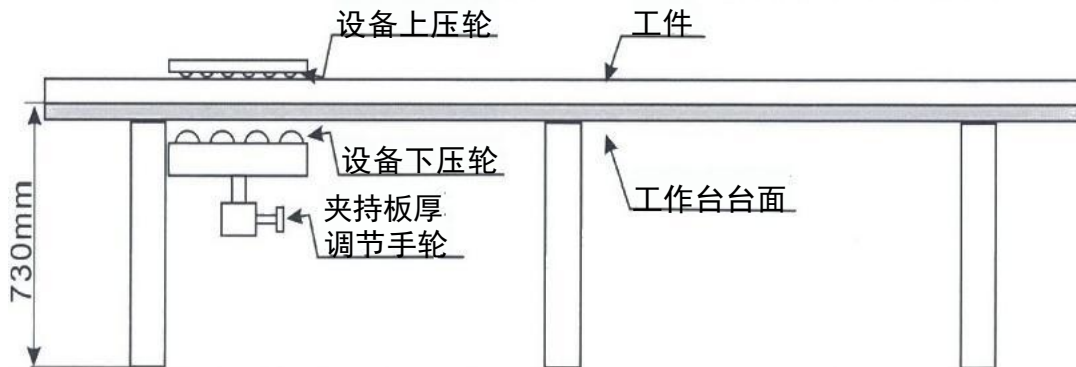 设备上压轮
工件
设备下压轮
工作台台面
夹持板厚
调节手轮
730mm